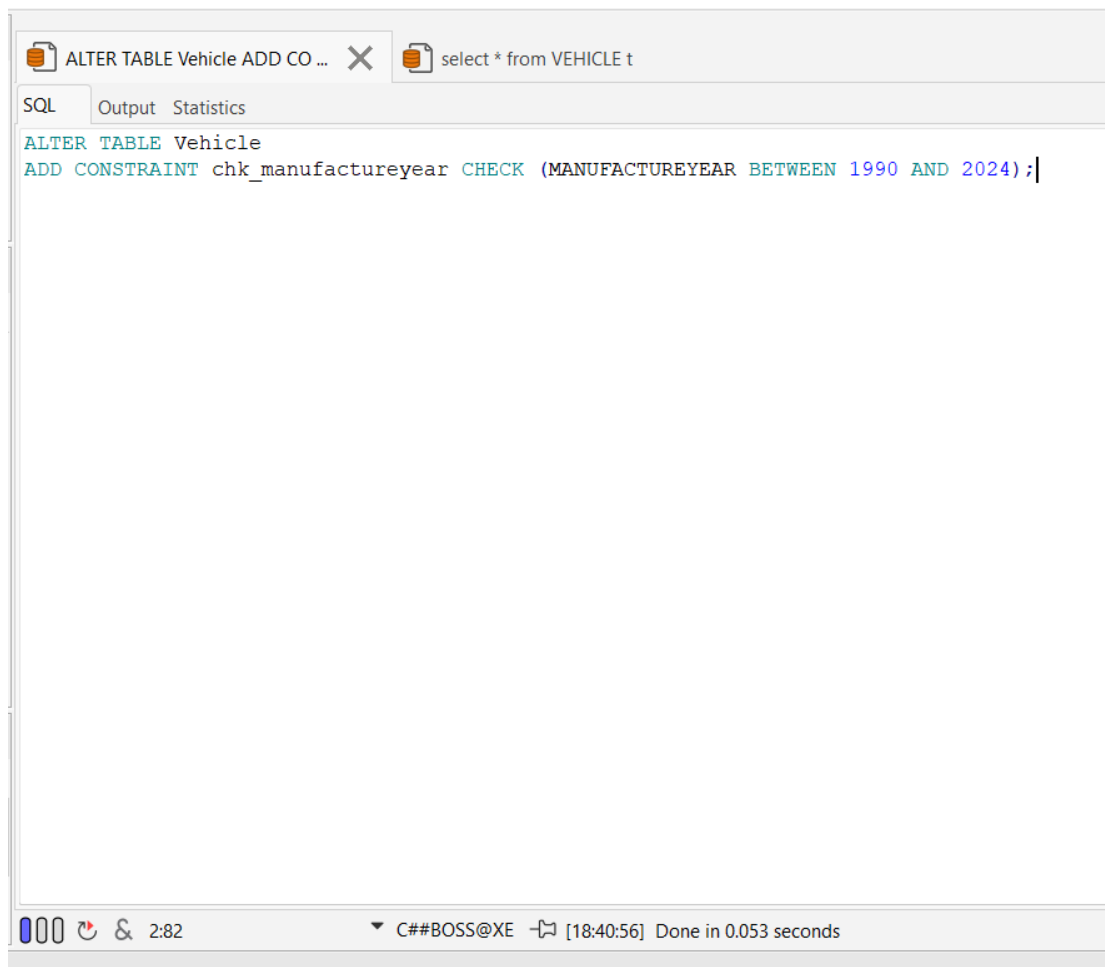 ALTER TABLE Vehicle ADD CO ... select * from VEHICLE t
SQL Output Statistics
ALTER TABLE Vehicle
ADD CONSTRAINT chk_manufactureyear CHECK (MANUFACTUREYEAR BETWEEN 1990 AND 2024);
& 2:82 C##BOSS@XE [18:40:56] Done in 0.053 seconds